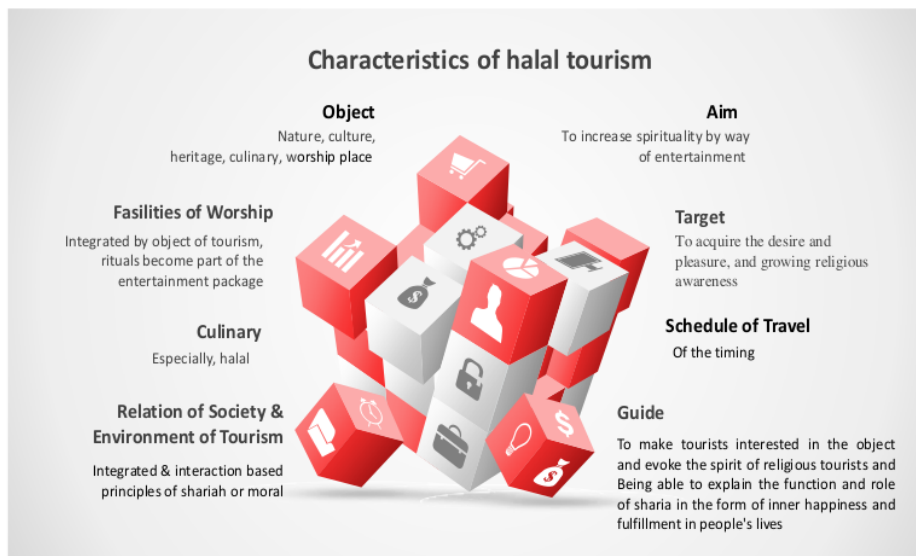 Characteristics of halal tourism
Object
Nature, culture,
heritage, culinary, worship place
Fasilities of Worship
Integrated by object of tourism,
rituals become part of the
entertainment package
Culinary
Especially, halal
Relation of Society &
Environment of Tourism
Integrated & interaction based
principles of shariah or moral
Aim
To increase spirituality by way
of entertainment
Target
To acquire the desire and
pleasure, and growing religious
awareness
Schedule of Travel
Of the timing
Guide
To make tourists interested in the object
and evoke the spirit of religious tourists and
Being able to explain the function and role
of sharia in the form of inner happiness and
fulfillment in people's lives
$
$
$